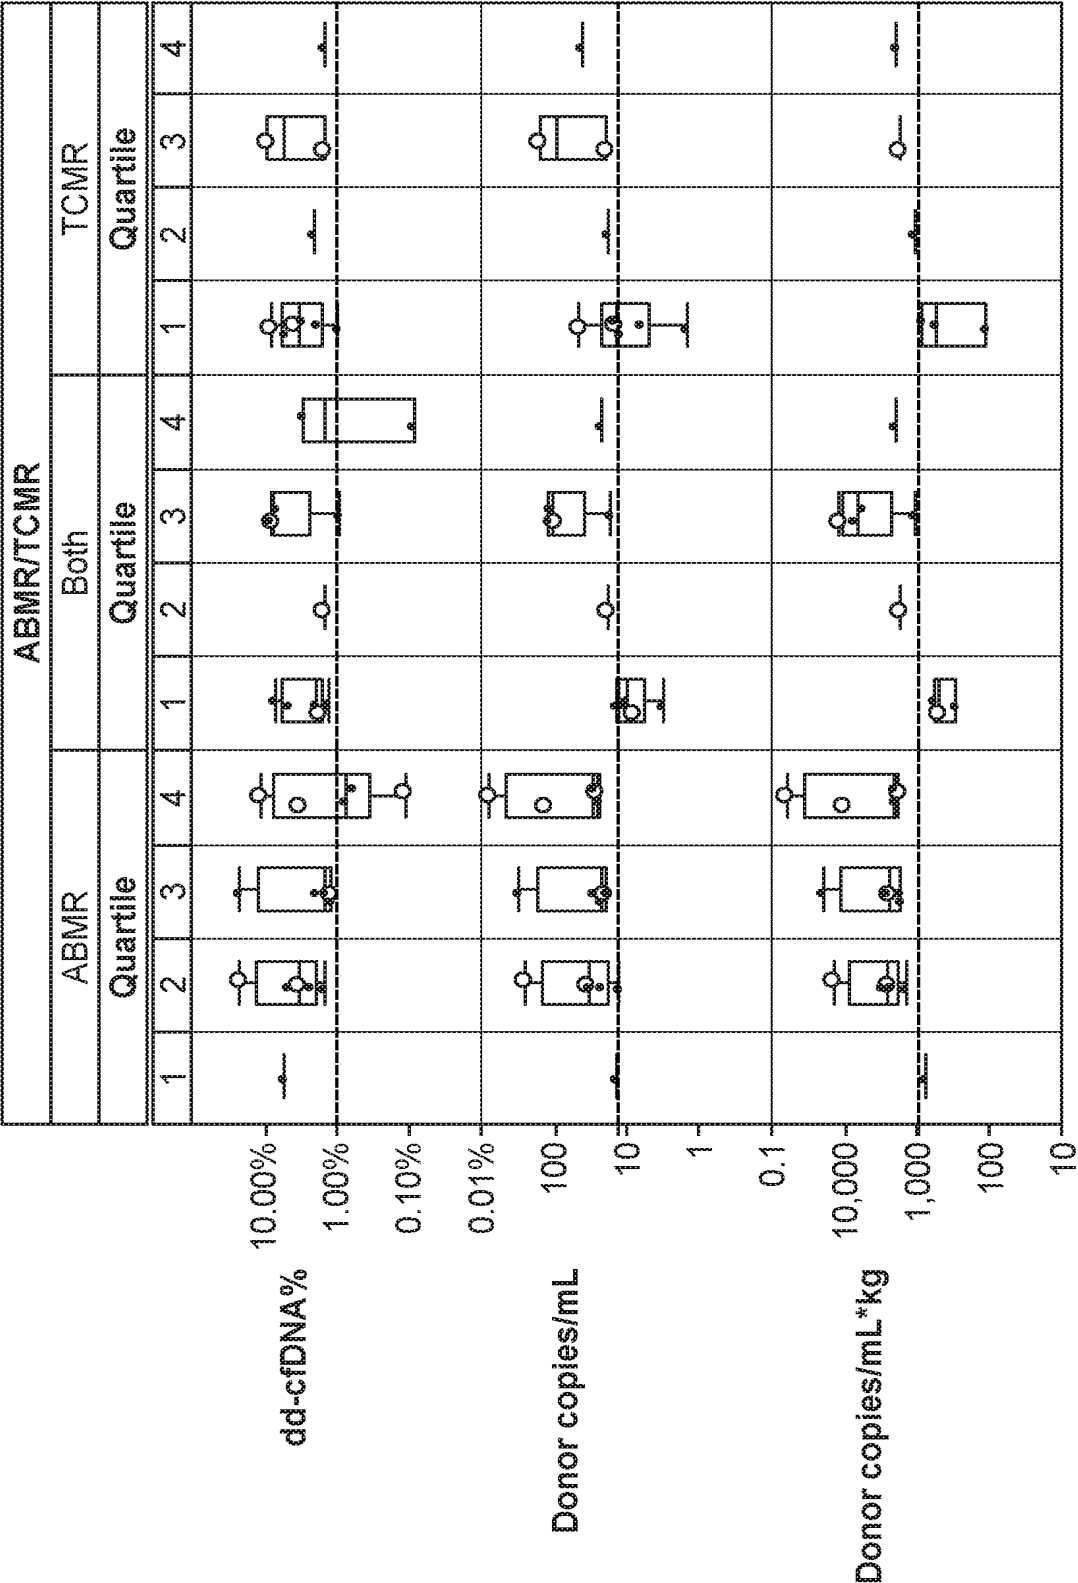 ABMR/TCMR
ABMR Both TCMR
Quartile Quartile Quartile
1 2 3 4 1 2 3 4 1 2 3 4
dd-cfDNA%
10.00%
1.00%
0.10%
0.01%
Donor copies/mL
100
10
1
0.1
Donor copies/mL*kg
10,000
1,000
100
10